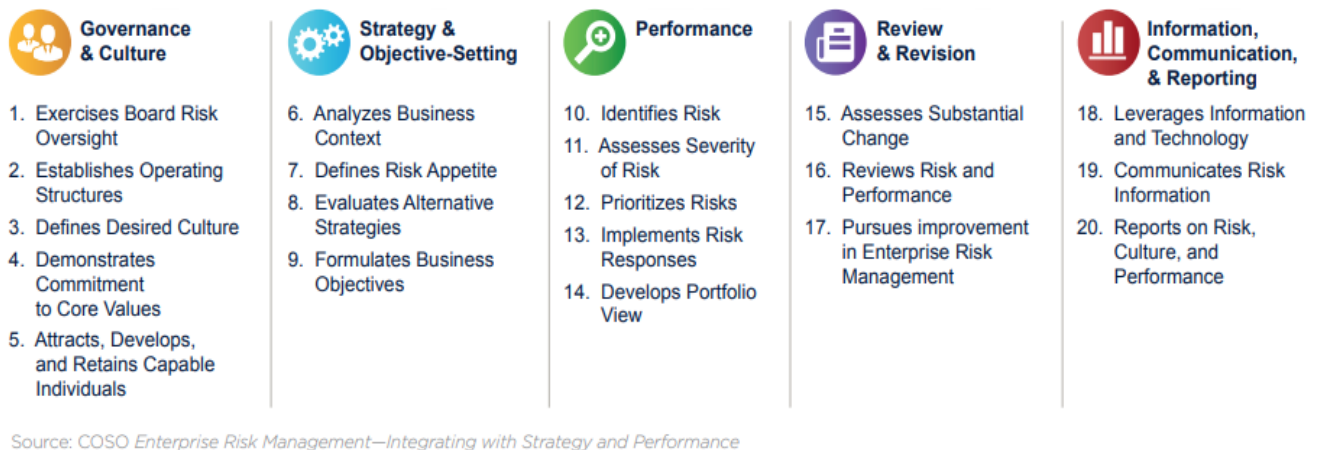 Governance
& Culture
1. Exercises Board Risk
Oversight
2. Establishes Operating
Structures
3. Defines Desired Culture
4. Demonstrates
Commitment
to Core Values
5. Attracts, Develops,
and Retains Capable
Individuals
Strategy &
Objective-Setting
6. Analyzes Business
Context
7. Defines Risk Appetite
8. Evaluates Alternative
Strategies
9. Formulates Business
Objectives
Performance
10. Identifies Risk
11. Assesses Severity
of Risk
12. Prioritizes Risks
13. Implements Risk
Responses
14. Develops Portfolio
View
Review
& Revision
15. Assesses Substantial
Change
16. Reviews Risk and
Performance
17. Pursues improvement
in Enterprise Risk
Management
Information,
Communication,
& Reporting
18. Leverages Information
and Technology
19. Communicates Risk
Information
20. Reports on Risk,
Culture, and
Performance
Source: COSO Enterprise Risk Management—Integrating with Strategy and Performance